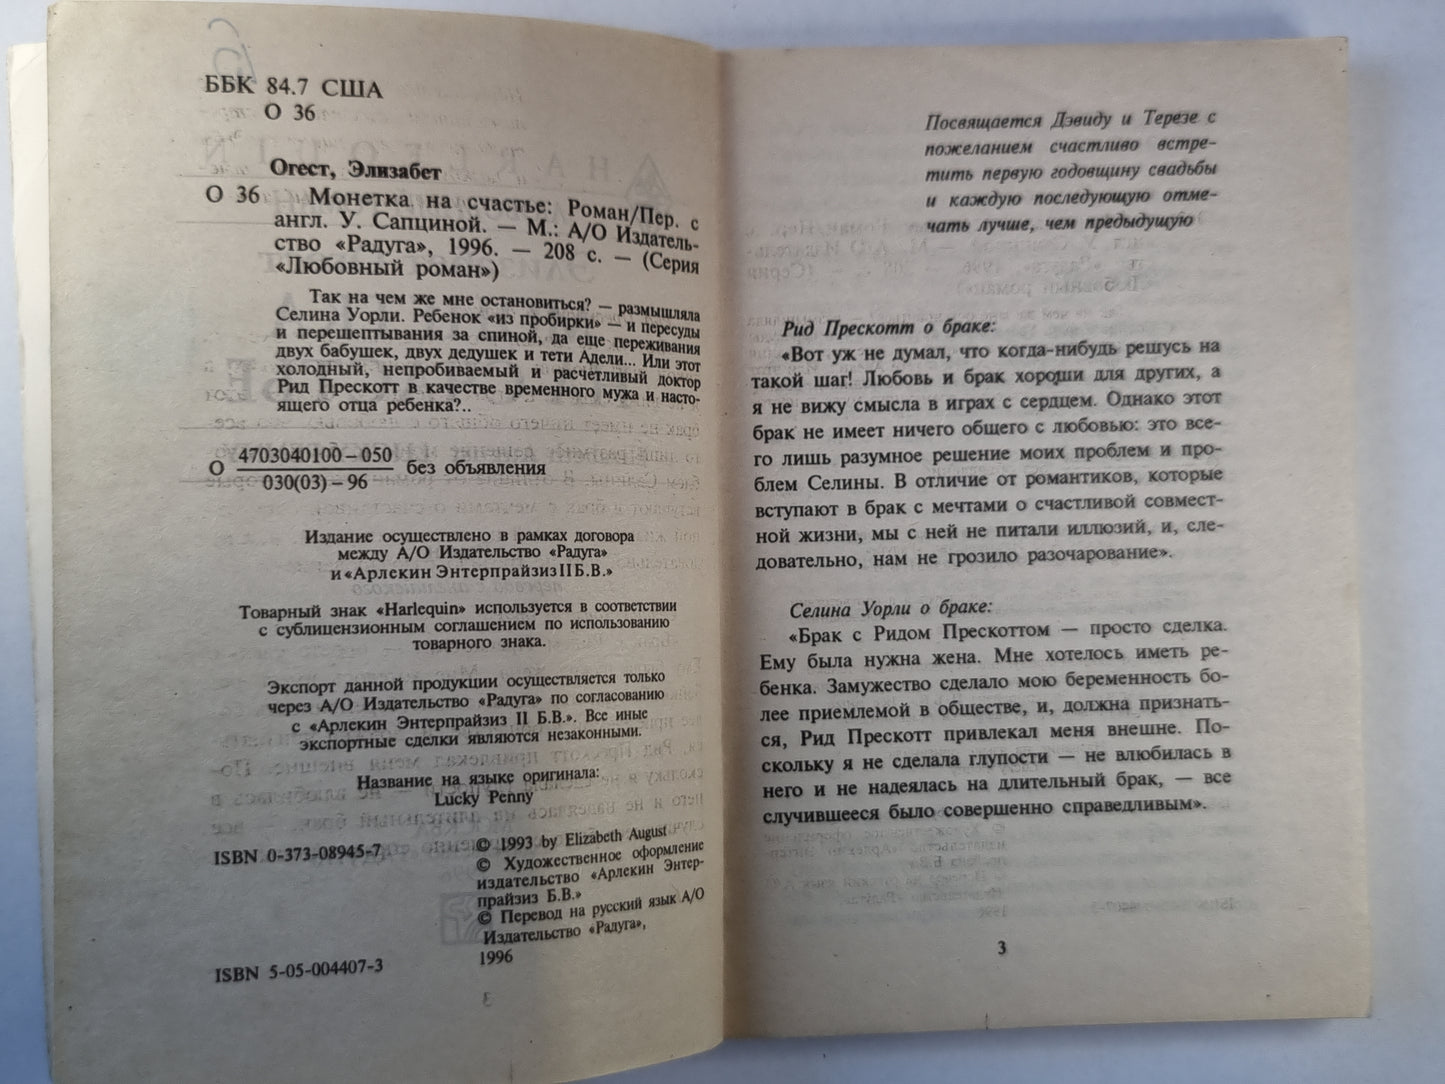 ББК 84.7 США
О 36
Огест, Элизабет
О 36 Монетка на счастье: Роман/Пер. с
англ. У. Сапциной. — М.: А/О Издатель-
ство «Радуга», 1996. — 208 с. — (Серия
«Любовный роман»)
Так на чем же мне остановиться? — размышляла
Селина Уорли. Ребенок «из пробирки» — и пересуды
и перешептывания за спиной, да еще переживания
двух бабушек, двух дедушек и тети Адели... Или этот
холодный, непробиваемый и расчетливый доктор
Рид Прескотт в качестве временного мужа и насто-
ящего отца ребенка?..
О 4703040100–050 без объявления
030(03)–96
Издание осуществлено в рамках договора
между А/О Издательство «Радуга»
и «Арлекин Энтерпрайзиз II Б.В.»
Товарный знак «Harlequin» используется в соответствии
с сублицензионным соглашением по использованию
товарного знака.
Экспорт данной продукции осуществляется только
через А/О Издательство «Радуга» по согласованию
с «Арлекин Энтерпрайзиз II Б.В.». Все иные
экспортные сделки являются незаконными.
Название на языке оригинала:
Lucky Penny
ISBN 0-373-08945-7
© 1993 by Elizabeth August
© Художественное оформление
издательство «Арлекин Энтер-
прайзиз Б.В.»
© Перевод на русский язык А/О
Издательство «Радуга»,
1996
ISBN 5-05-004407-3
Посвящается Дэвиду и Терезе с
пожеланием счастливо встре-
тить первую годовщину свадьбы
и каждую последующую отме-
чать лучше, чем предыдущую
Рид Прескотт о браке:
«Вот уж не думал, что когда-нибудь решусь на
такой шаг! Любовь и брак хороши для других, а
я не вижу смысла в играх с сердцем. Однако этот
брак не имеет ничего общего с любовью: это все-
го лишь разумное решение моих проблем и про-
блем Селины. В отличие от романтиков, которые
вступают в брак с мечтами о счастливой совмест-
ной жизни, мы с ней не питали иллюзий, и, сле-
довательно, нам не грозило разочарование».
Селина Уорли о браке:
«Брак с Ридом Прескоттом — просто сделка.
Ему была нужна жена. Мне хотелось иметь ре-
бенка. Замужество сделало мою беременность бо-
лее приемлемой в обществе, и, должна признать-
ся, Рид Прескотт привлекал меня внешне. По-
скольку я не сделала глупости — не влюбилась в
него и не надеялась на длительный брак, — все
случившееся было совершенно справедливым».
3